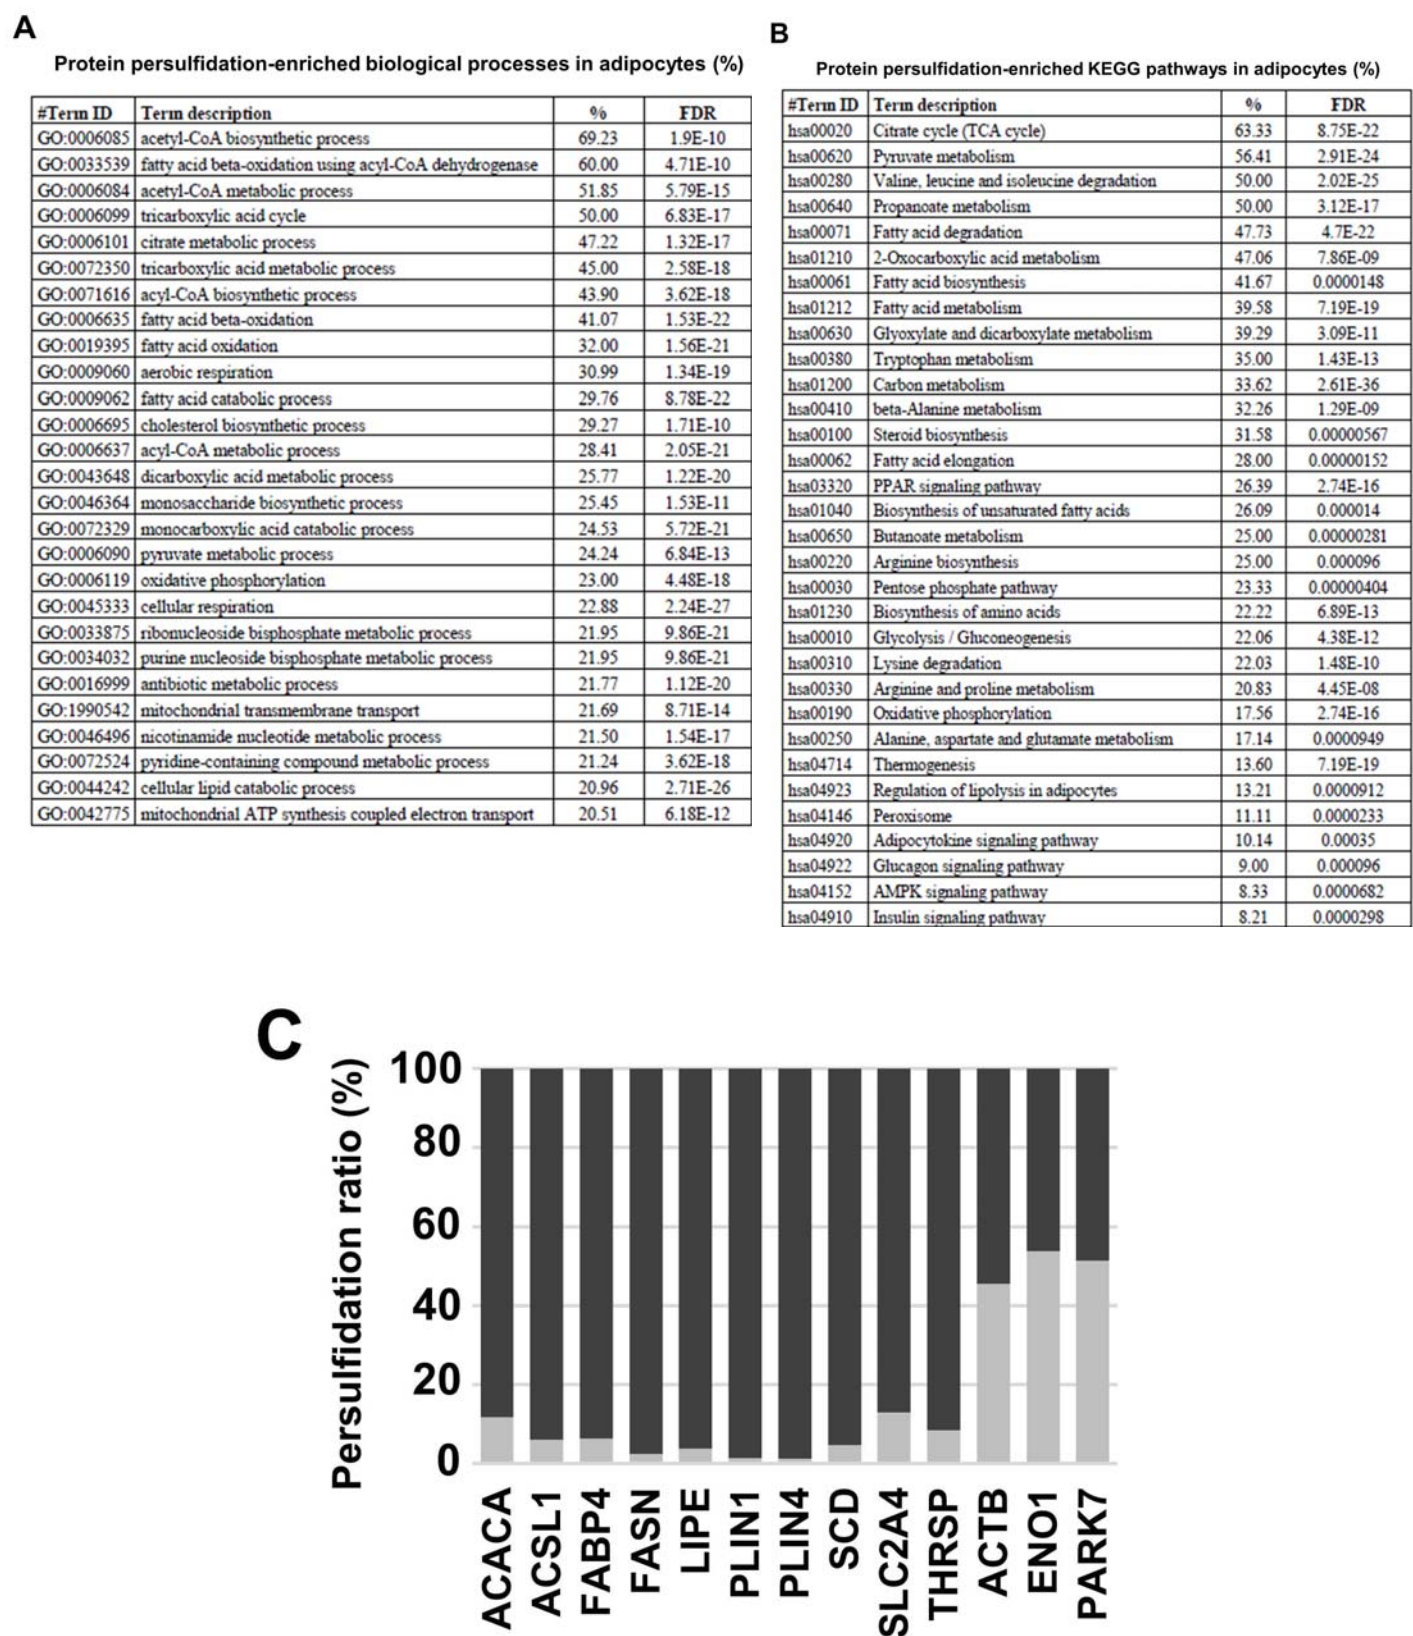 A
Protein persulfidation-enriched biological processes in adipocytes (%)
#Term ID Term description % FDR
GO:0006085 acetyl-CoA biosynthetic process 69.23 1.9E-10
GO:0033539 fatty acid beta-oxidation using acyl-CoA dehydrogenase 60.00 4.71E-10
GO:0006084 acetyl-CoA metabolic process 51.85 5.79E-15
GO:0006099 tricarboxylic acid cycle 50.00 6.83E-17
GO:0006101 citrate metabolic process 47.22 1.32E-17
GO:0072350 tricarboxylic acid metabolic process 45.00 2.58E-18
GO:0071616 acyl-CoA biosynthetic process 43.90 3.62E-18
GO:0006635 fatty acid beta-oxidation 41.07 1.53E-22
GO:0019395 fatty acid oxidation 32.00 1.56E-21
GO:0009060 aerobic respiration 30.99 1.34E-19
GO:0009062 fatty acid catabolic process 29.76 8.78E-22
GO:0006695 cholesterol biosynthetic process 29.27 1.71E-10
GO:0006637 acyl-CoA metabolic process 28.41 2.05E-21
GO:0043648 dicarboxylic acid metabolic process 25.77 1.22E-20
GO:0046364 monosaccharide biosynthetic process 25.45 1.53E-11
GO:0072329 monocarboxylic acid catabolic process 24.53 5.72E-21
GO:0006090 pyruvate metabolic process 24.24 6.84E-13
GO:0006119 oxidative phosphorylation 23.00 4.48E-18
GO:0045333 cellular respiration 22.88 2.24E-27
GO:0033875 ribonucleoside bisphosphate metabolic process 21.95 9.86E-21
GO:0034032 purine nucleoside bisphosphate metabolic process 21.95 9.86E-21
GO:0016999 antibiotic metabolic process 21.77 1.12E-20
GO:1990542 mitochondrial transmembrane transport 21.69 8.71E-14
GO:0046496 nicotinamide nucleotide metabolic process 21.50 1.54E-17
GO:0072524 pyridine-containing compound metabolic process 21.24 3.62E-18
GO:0044242 cellular lipid catabolic process 20.96 2.71E-26
GO:0042775 mitochondrial ATP synthesis coupled electron transport 20.51 6.18E-12
B
Protein persulfidation-enriched KEGG pathways in adipocytes (%)
#Term ID Term description % FDR
hsa00020 Citrate cycle (TCA cycle) 63.33 8.75E-22
hsa00620 Pyruvate metabolism 56.41 2.91E-24
hsa00280 Valine, leucine and isoleucine degradation 50.00 2.02E-25
hsa00640 Propanoate metabolism 50.00 3.12E-17
hsa00071 Fatty acid degradation 47.73 4.7E-22
hsa01210 2-Oxocarboxylic acid metabolism 47.06 7.86E-09
hsa00061 Fatty acid biosynthesis 41.67 0.0000148
hsa01212 Fatty acid metabolism 39.58 7.19E-19
hsa00630 Glyoxylate and dicarboxylate metabolism 39.29 3.09E-11
hsa00380 Tryptophan metabolism 35.00 1.43E-13
hsa01200 Carbon metabolism 33.62 2.61E-36
hsa00410 beta-Alanine metabolism 32.26 1.29E-09
hsa00100 Steroid biosynthesis 31.58 0.00000567
hsa00062 Fatty acid elongation 28.00 0.00000152
hsa03320 PPAR signaling pathway 26.39 2.74E-16
hsa01040 Biosynthesis of unsaturated fatty acids 26.09 0.000014
hsa00650 Butanoate metabolism 25.00 0.00000281
hsa00220 Arginine biosynthesis 25.00 0.000096
hsa00030 Pentose phosphate pathway 23.33 0.00000404
hsa01230 Biosynthesis of amino acids 22.22 6.89E-13
hsa00010 Glycolysis / Gluconeogenesis 22.06 4.38E-12
hsa00310 Lysine degradation 22.03 1.48E-10
hsa00330 Arginine and proline metabolism 20.83 4.45E-08
hsa00190 Oxidative phosphorylation 17.56 2.74E-16
hsa00250 Alanine, aspartate and glutamate metabolism 17.14 0.0000949
hsa04714 Thermogenesis 13.60 7.19E-19
hsa04923 Regulation of lipolysis in adipocytes 13.21 0.0000912
hsa04146 Peroxisome 11.11 0.0000233
hsa04920 Adipocytokine signaling pathway 10.14 0.00035
hsa04922 Glucagon signaling pathway 9.00 0.000096
hsa04152 AMPK signaling pathway 8.33 0.0000682
hsa04910 Insulin signaling pathway 8.21 0.0000298
C
Persulfidation ratio (%)
100
80
60
40
20
0
ACACA
ACSL1
FABP4
FASN
LIPE
PLIN1
PLIN4
SCD
SLC2A4
THRSP
ACTB
ENO1
PARK7